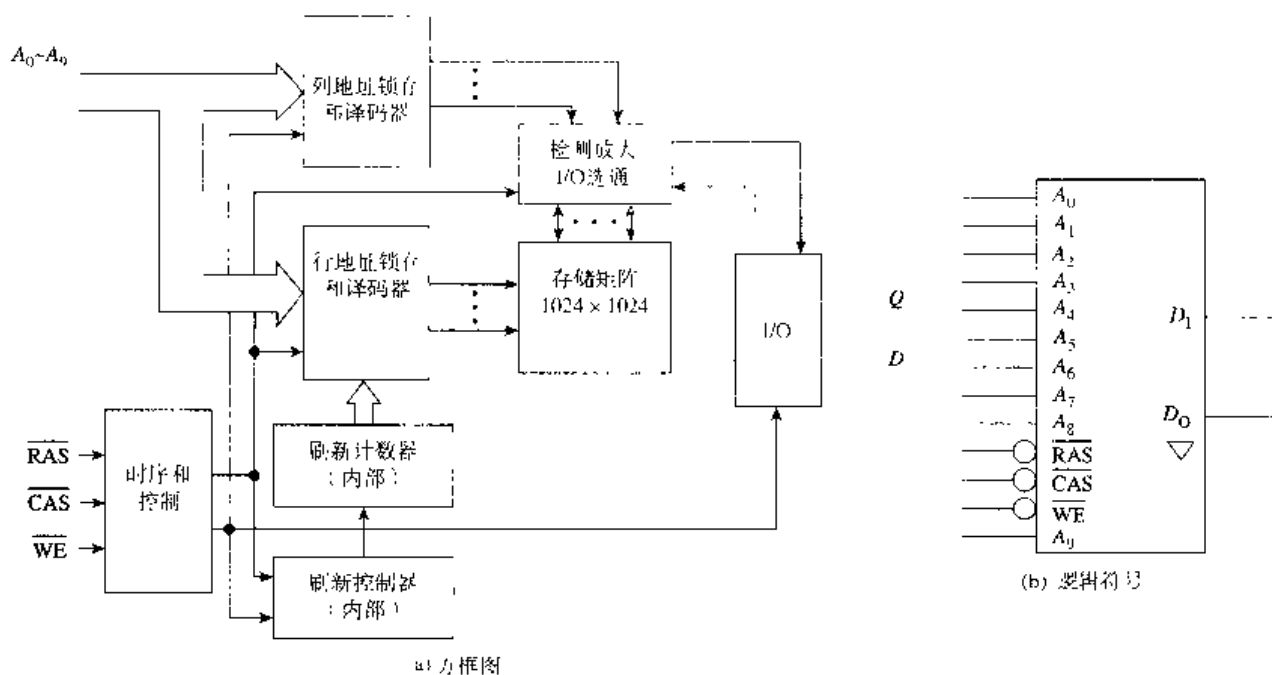 A₀~A₉
列地址锁存
和译码器
检测放大
I/O选通
行地址锁存
和译码器
存储矩阵
1024 × 1024
I/O
Q
D
刷新计数器
（内部）
RAS
CAS
WE
时序和
控制
刷新控制器
（内部）
a) 方框图
A₀
A₁
A₂
A₃
A₄
A₅
A₆
A₇
A₈
RAS
CAS
WE
A₉
D₁
D₀
(b) 逻辑符号